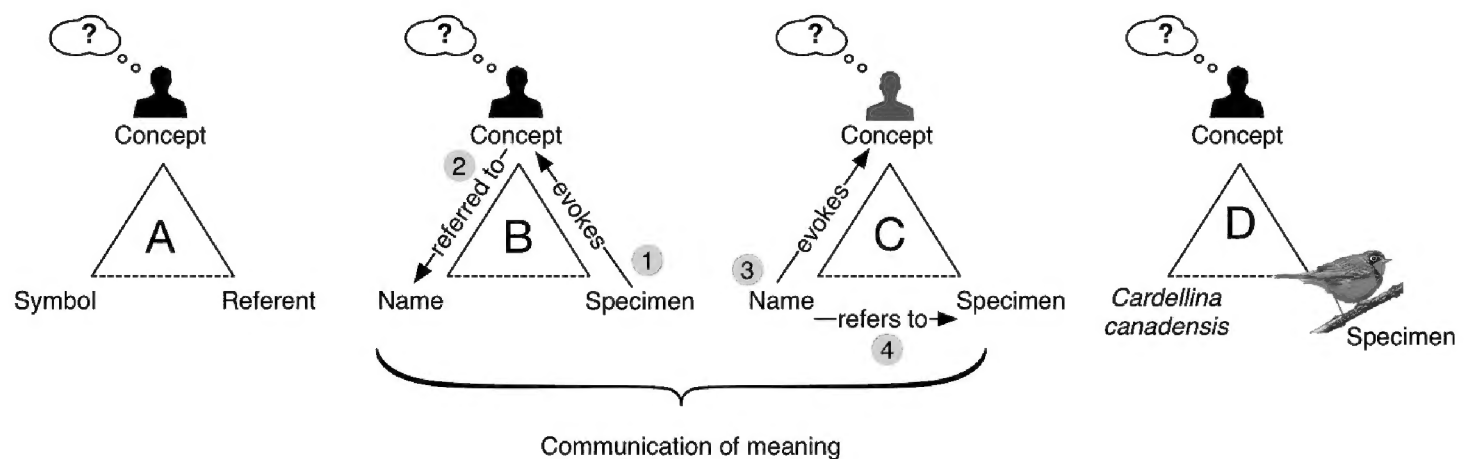 ?
Concept
A
Symbol
Referent
?
Concept
2
referred to
evokes
B
1
Name
Specimen
?
Concept
evokes
C
3
Name
Specimen
refers to
4
Communication of meaning
?
Concept
D
Cardellina
canadensis
Specimen